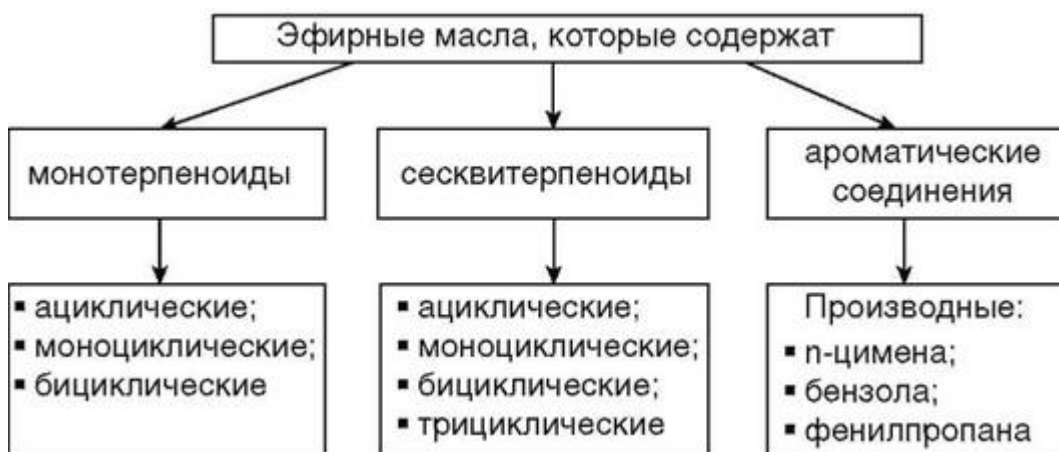 Эфирные масла, которые содержат
монотерпеноиды
сесквитерпеноиды
ароматические
соединения
▪ ациклические;
▪ моноциклические;
▪ бициклические
▪ ациклические;
▪ моноциклические;
▪ бициклические;
▪ трициклические
Производные:
▪ n-цимена;
▪ бензола;
▪ фенилпропана